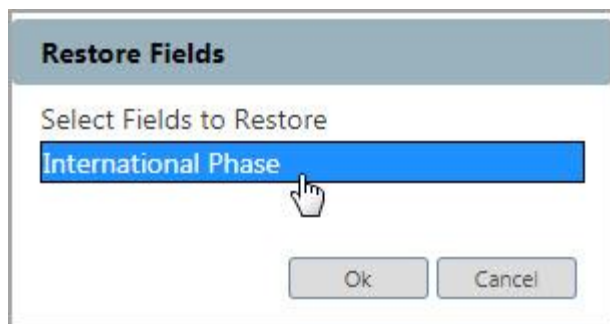 Restore Fields
Select Fields to Restore
International Phase
Ok Cancel